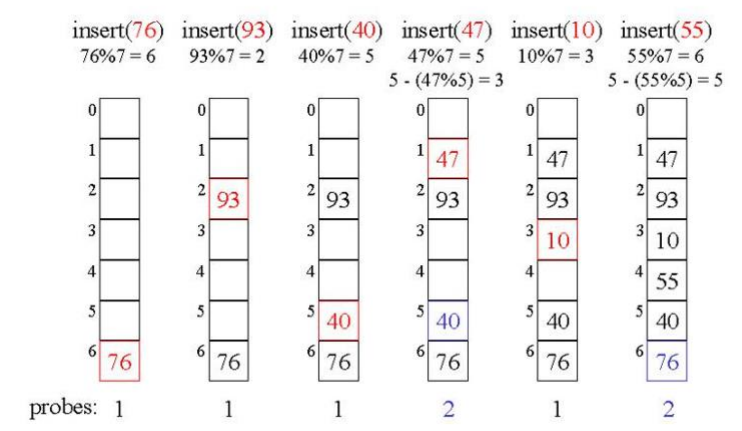 insert(76) insert(93) insert(40) insert(47) insert(10) insert(55)
76%7 = 6 93%7 = 2 40%7 = 5 47%7 = 5 10%7 = 3 55%7 = 6
5 - (47%5) = 3 5 - (55%5) = 5
0 0 0 0 0 0
1 1 1 1 47 1 47 1 47
2 2 93 2 93 2 93 2 93 2 93
3 3 3 3 3 10 3 10
4 4 4 4 4 4 55
5 5 5 40 5 40 5 40 5 40
6 76 6 76 6 76 6 76 6 76 6 76
probes: 1 1 1 2 1 2